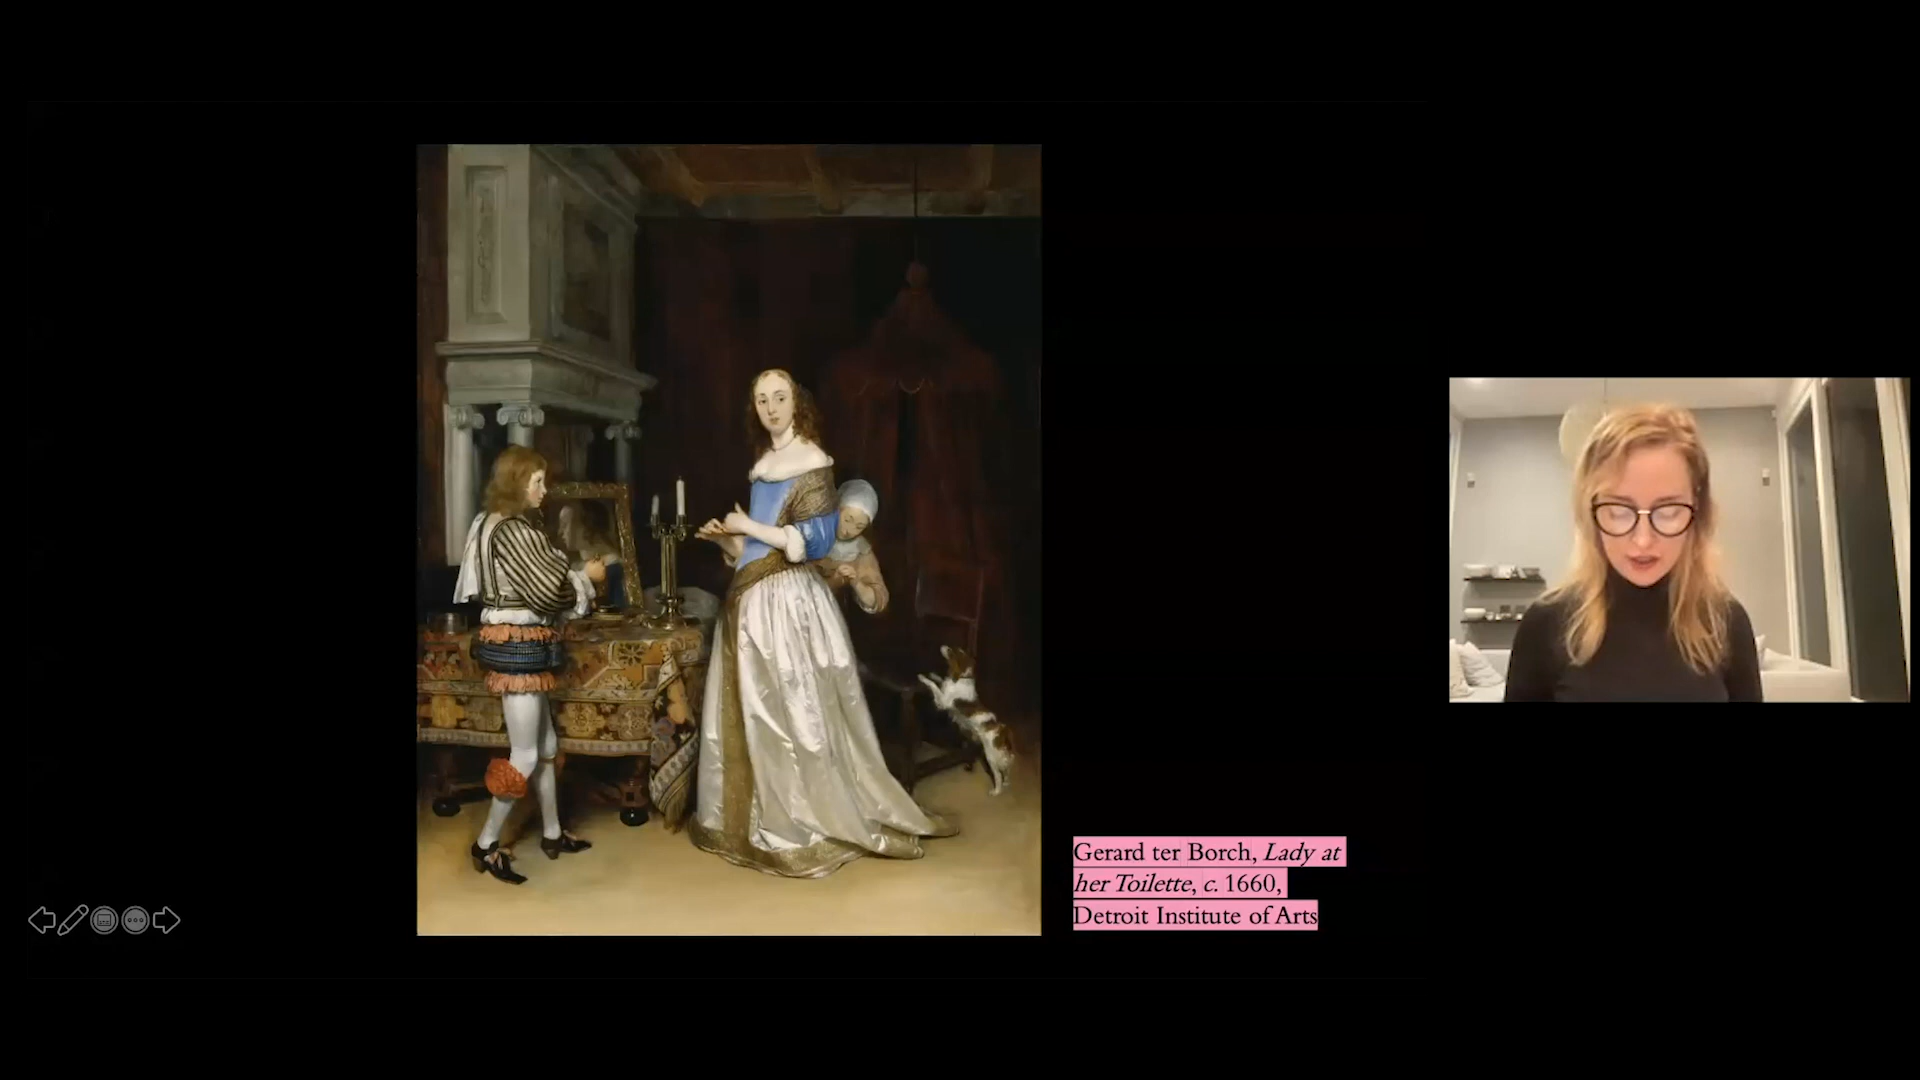 Gerard ter Borch, Lady at
her Toilette, c. 1660,
Detroit Institute of Arts